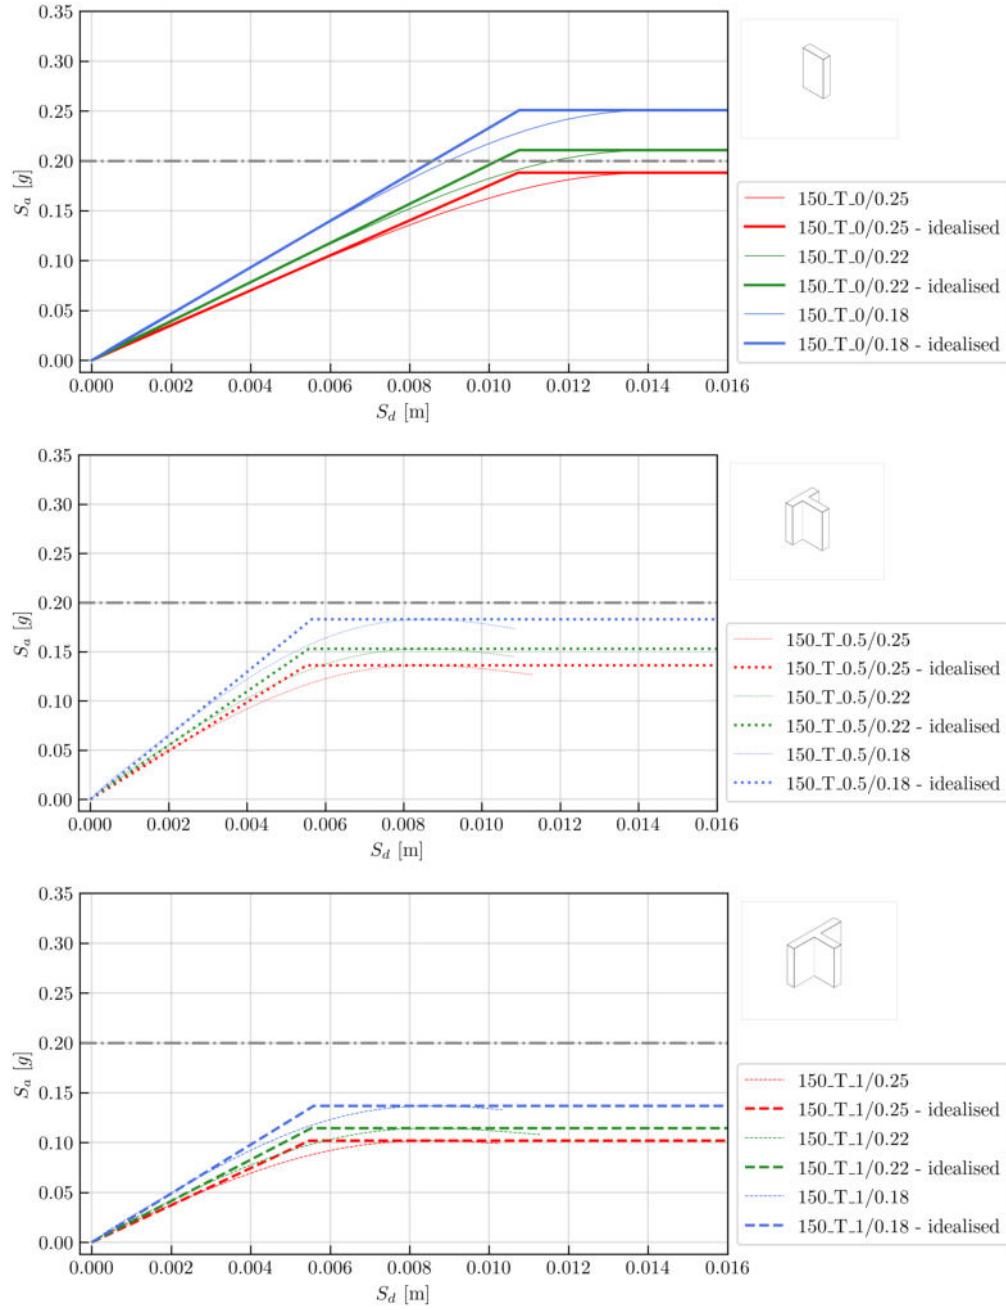 0.35
0.30
0.25
0.20
0.15
0.10
0.05
0.00
S_a [g]
0.000 0.002 0.004 0.006 0.008 0.010 0.012 0.014 0.016
S_d [m]
150_T_0/0.25
150_T_0/0.25 - idealised
150_T_0/0.22
150_T_0/0.22 - idealised
150_T_0/0.18
150_T_0/0.18 - idealised
0.35
0.30
0.25
0.20
0.15
0.10
0.05
0.00
S_a [g]
0.000 0.002 0.004 0.006 0.008 0.010 0.012 0.014 0.016
S_d [m]
150_T_0.5/0.25
150_T_0.5/0.25 - idealised
150_T_0.5/0.22
150_T_0.5/0.22 - idealised
150_T_0.5/0.18
150_T_0.5/0.18 - idealised
0.35
0.30
0.25
0.20
0.15
0.10
0.05
0.00
S_a [g]
0.000 0.002 0.004 0.006 0.008 0.010 0.012 0.014 0.016
S_d [m]
150_T_1/0.25
150_T_1/0.25 - idealised
150_T_1/0.22
150_T_1/0.22 - idealised
150_T_1/0.18
150_T_1/0.18 - idealised